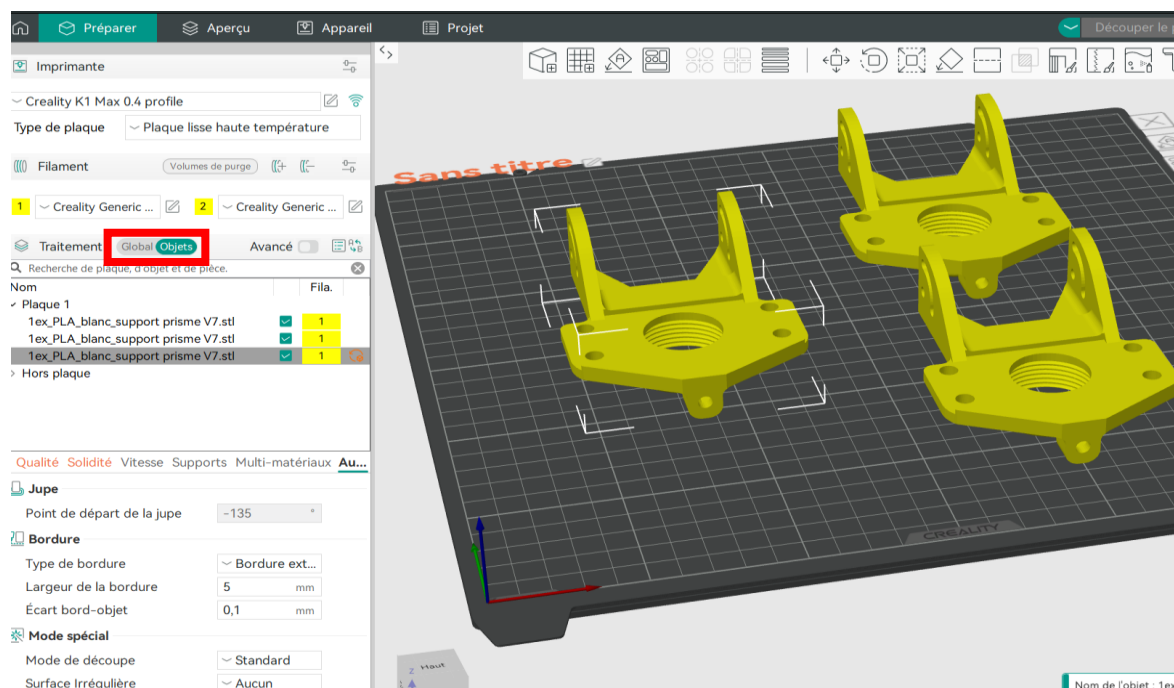 Préparer Aperçu Appareil Projet Découper le
Imprimante
Creality K1 Max 0.4 profile
Type de plaque Plaque lisse haute température
Filament Volumes de purge
1 Creality Generic ... 2 Creality Generic ...
Traitement Global Objets Avancé
Recherche de plaque, d'objet et de pièce.
Nom Fila.
Plaque 1
1ex_PLA_blanc_support prisme V7.stl 1
1ex_PLA_blanc_support prisme V7.stl 1
1ex_PLA_blanc_support prisme V7.stl 1
Hors plaque
Qualité Solidité Vitesse Supports Multi-matériaux Au...
Jupe
Point de départ de la jupe -135 °
Bordure
Type de bordure Bordure ext...
Largeur de la bordure 5 mm
Écart bord-objet 0,1 mm
Mode spécial
Mode de découpe Standard
Surface Irrégulière Aucun
Sans titre
CREALITY
Haut
Z
Nom de l'objet : 1ex